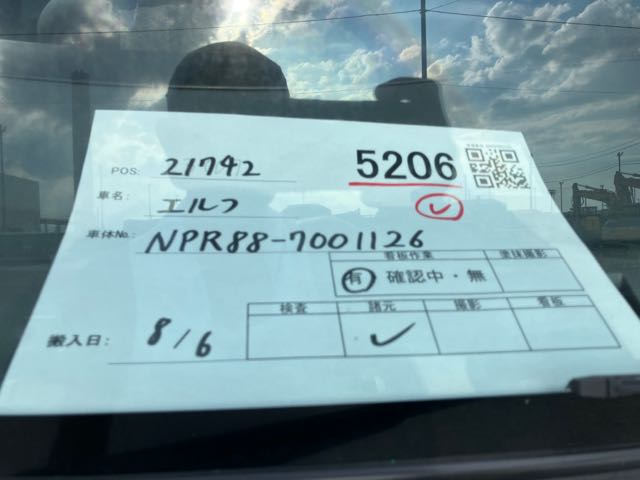 POS: 21742 5206
車名: エルフ ✓
車体No.: NPR88-7001126
看板作業 塗抹撮影
有 確認中・無
検査 諸元 撮影 看板
搬入日: 8/6 ✓